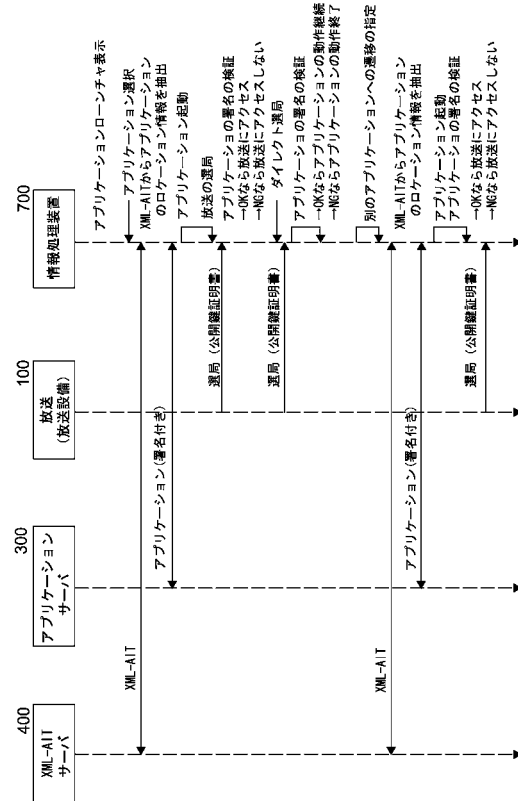 400
XML-AIT
サーバ
300
アプリケーション
サーバ
100
放送
(放送設備)
700
情報処理装置
アプリケーションローンチャ表示
アプリケーション選択
XML-AIT
XML-AITからアプリケーション
のロケーション情報を抽出
アプリケーション(署名付き)
アプリケーション起動
放送の選局
選局(公開鍵証明書)
アプリケーショの署名の検証
→OKなら放送にアクセス
→NGなら放送にアクセスしない
ダイレクト選局
選局(公開鍵証明書)
アプリケーショの署名の検証
→OKならアプリケーションの動作継続
→NGならアプリケーションの動作終了
別のアプリケーションへの遷移の指定
XML-AIT
XML-AITからアプリケーション
のロケーション情報を抽出
アプリケーション(署名付き)
アプリケーション起動
アプリケーショの署名の検証
→OKなら放送にアクセス
→NGなら放送にアクセスしない
選局(公開鍵証明書)